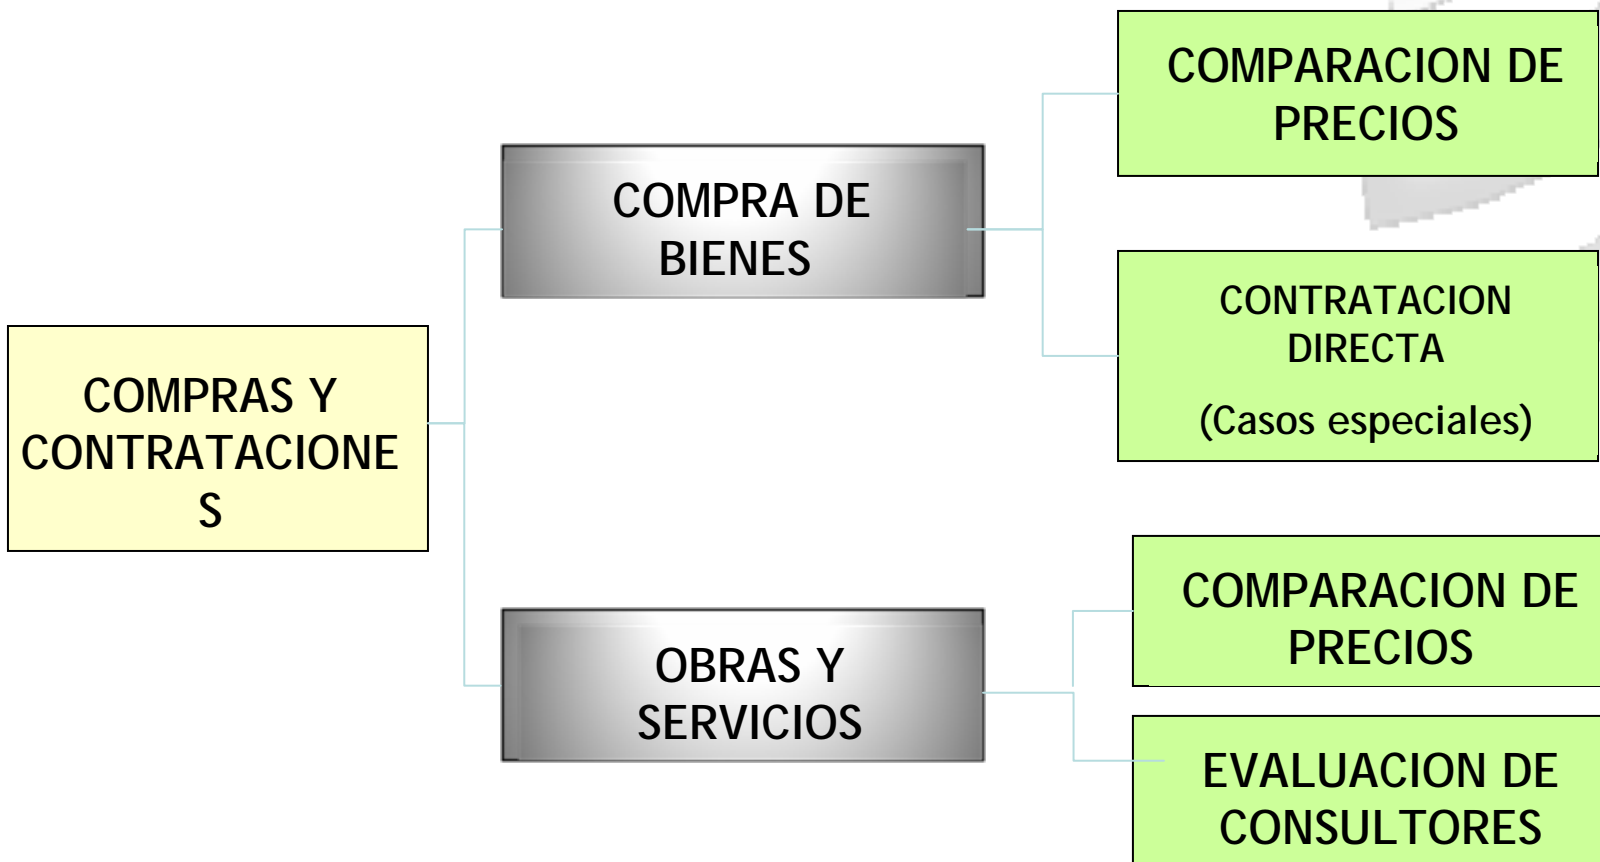 COMPRAS Y
CONTRATACIONE
S
COMPRA DE
BIENES
COMPARACION DE
PRECIOS
CONTRATACION
DIRECTA
(Casos especiales)
OBRAS Y
SERVICIOS
COMPARACION DE
PRECIOS
EVALUACION DE
CONSULTORES